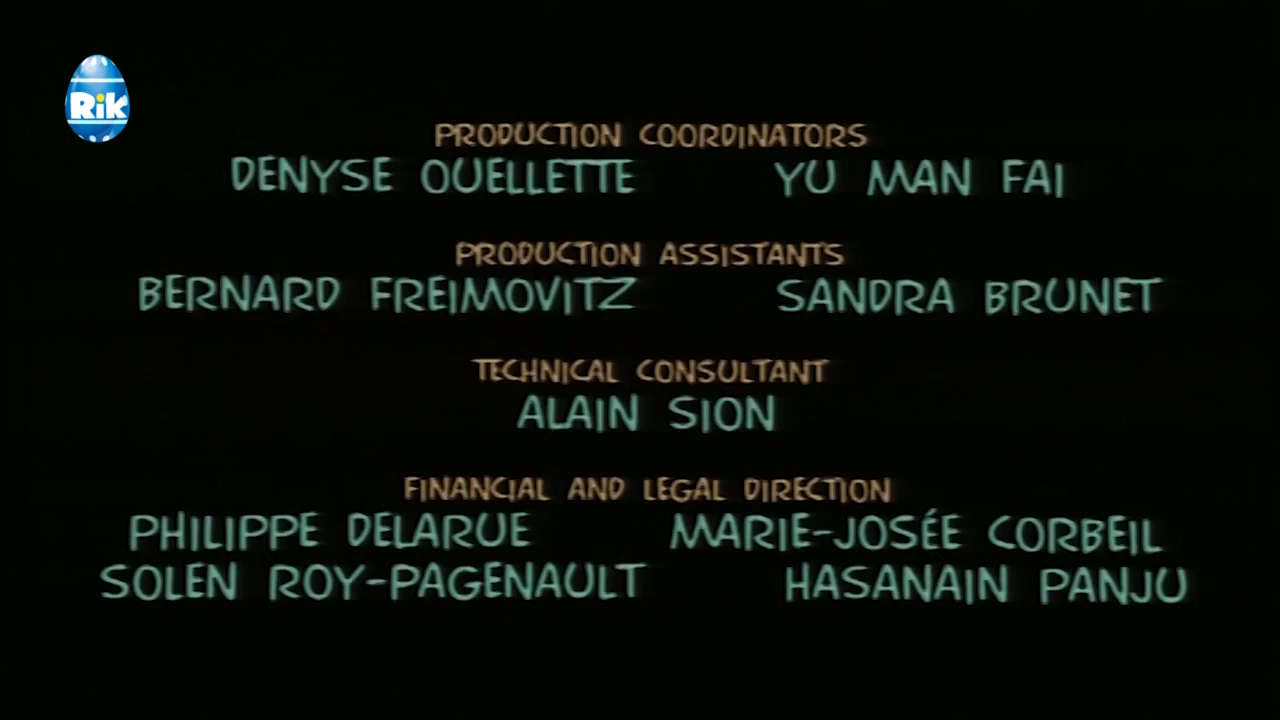 Rik
PRODUCTION COORDINATORS
DENYSE OUELLETTE YU MAN FAI
PRODUCTION ASSISTANTS
BERNARD FREIMOVITZ SANDRA BRUNET
TECHNICAL CONSULTANT
ALAIN SION
FINANCIAL AND LEGAL DIRECTION
PHILIPPE DELARUE MARIE-JOSÉE CORBEIL
SOLEN ROY-PAGENAULT HASANAIN PANJU